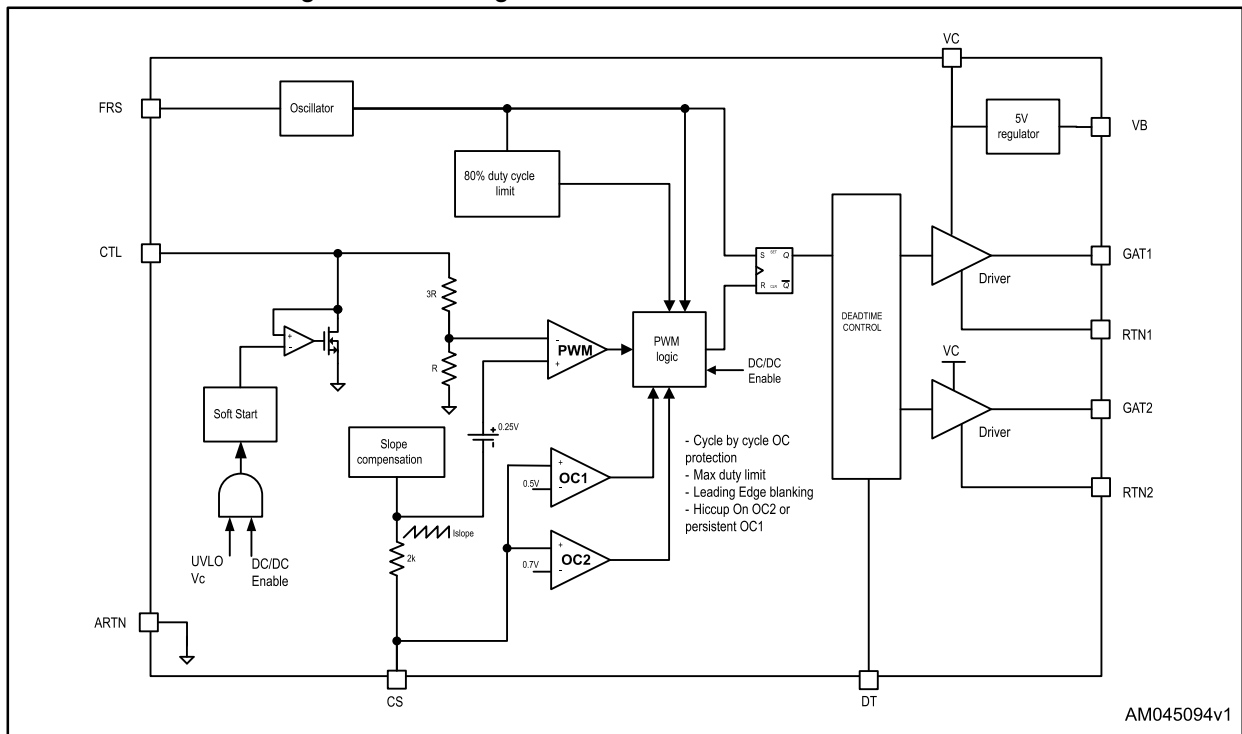 VC
FRS
Oscillator
5V
regulator
VB
80% duty cycle
limit
CTL
S
SET
Q
R
CLR
Q
3R
GAT1
Driver
DEADTIME
CONTROL
+
-
-
PWM
+
PWM
logic
RTN1
R
DC/DC
Enable
VC
Soft Start
GAT2
0.25V
+
-
Slope
compensation
Driver
- Cycle by cycle OC
protection
- Max duty limit
- Leading Edge blanking
- Hiccup On OC2 or
persistent OC1
+
OC1
0.5V
-
RTN2
Islope
2k
+
OC2
0.7V
-
UVLO
Vc
DC/DC
Enable
ARTN
CS
DT
AM045094v1